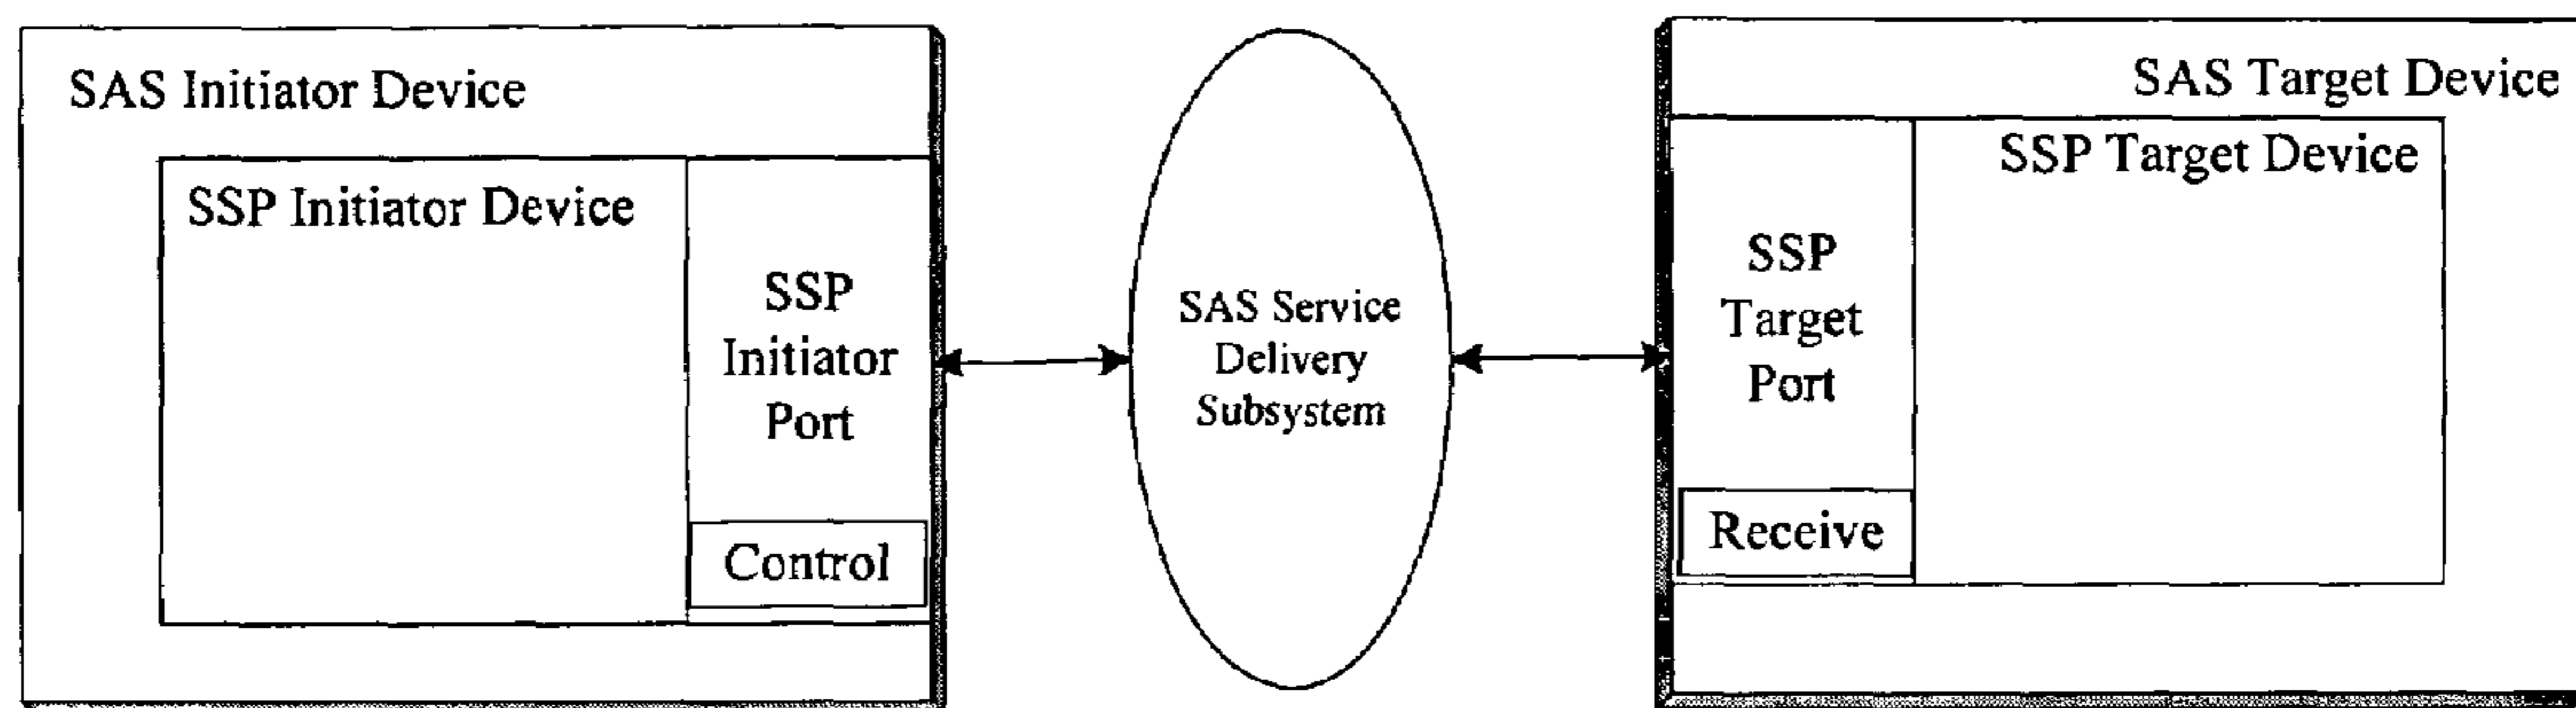 SAS Initiator Device
SSP Initiator Device
SSP
Initiator
Port
Control
SAS Service
Delivery
Subsystem
SAS Target Device
SSP Target Device
SSP
Target
Port
Receive